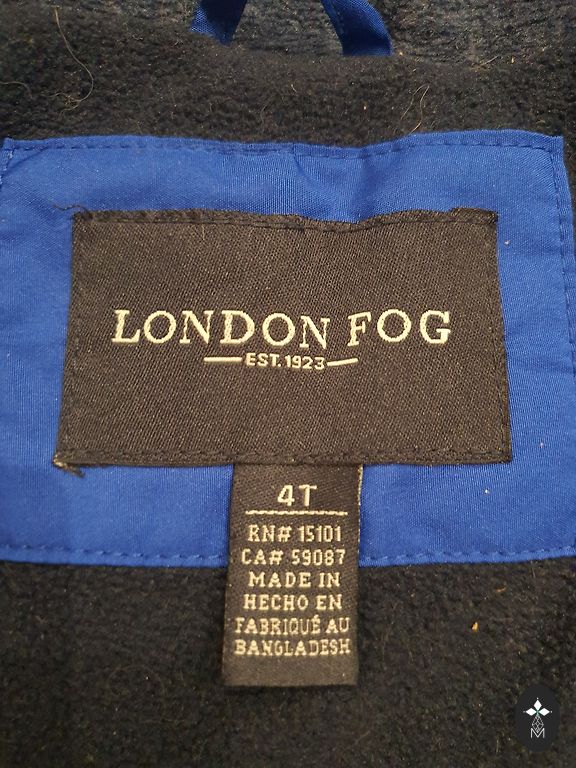 LONDON FOG
EST. 1923
4T
RN# 15101
CA# 59087
MADE IN
HECHO EN
FABRIQUÉ AU
BANGLADESH
M